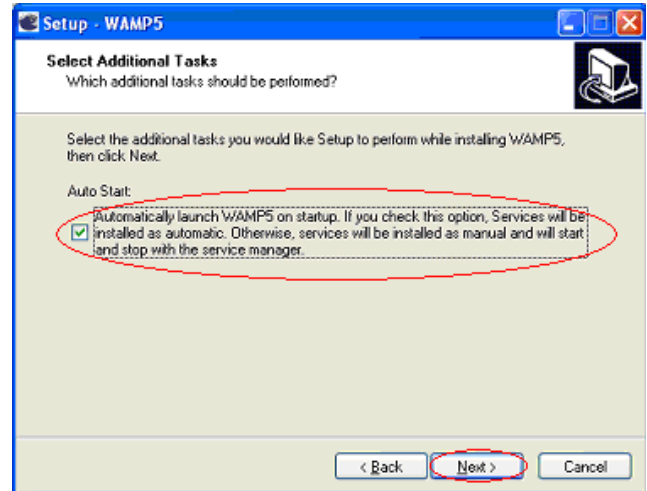 Setup - WAMP5
Select Additional Tasks
Which additional tasks should be performed?
Select the additional tasks you would like Setup to perform while installing WAMP5,
then click Next.
Auto Start:
Automatically launch WAMP5 on startup. If you check this option, Services will be
installed as automatic. Otherwise, services will be installed as manual and will start
and stop with the service manager.
< Back
Next >
Cancel